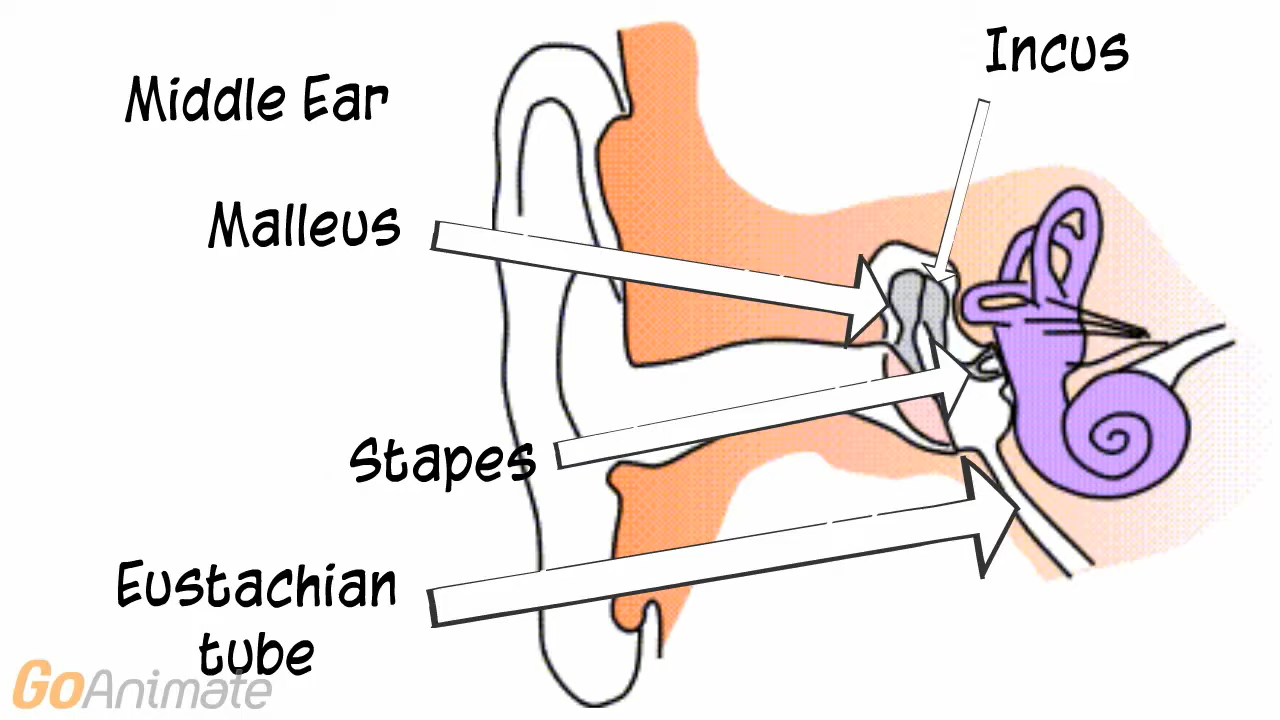 Incus
Middle Ear
Malleus
Stapes
Eustachian
tube
GoAnimate